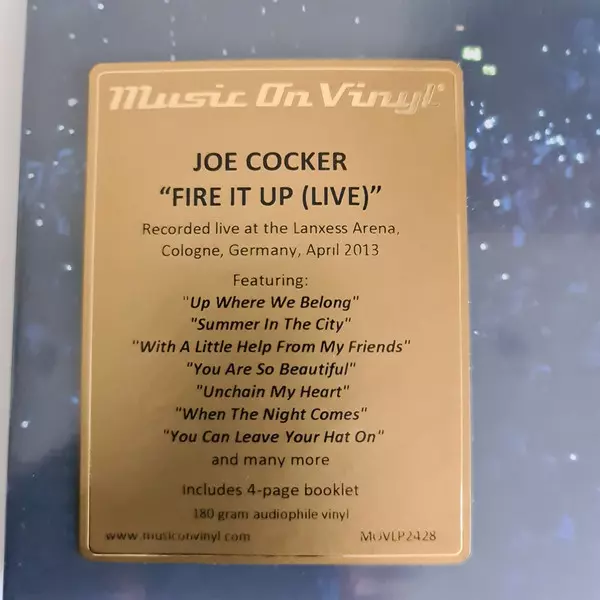 Music On Vinyl®
JOE COCKER
“FIRE IT UP (LIVE)”
Recorded live at the Lanxess Arena,
Cologne, Germany, April 2013
Featuring:
"Up Where We Belong"
"Summer In The City"
"With A Little Help From My Friends"
"You Are So Beautiful"
"Unchain My Heart"
"When The Night Comes"
"You Can Leave Your Hat On"
and many more
Includes 4-page booklet
180 gram audiophile vinyl
www.musiconvinyl.com
MOVLP2428